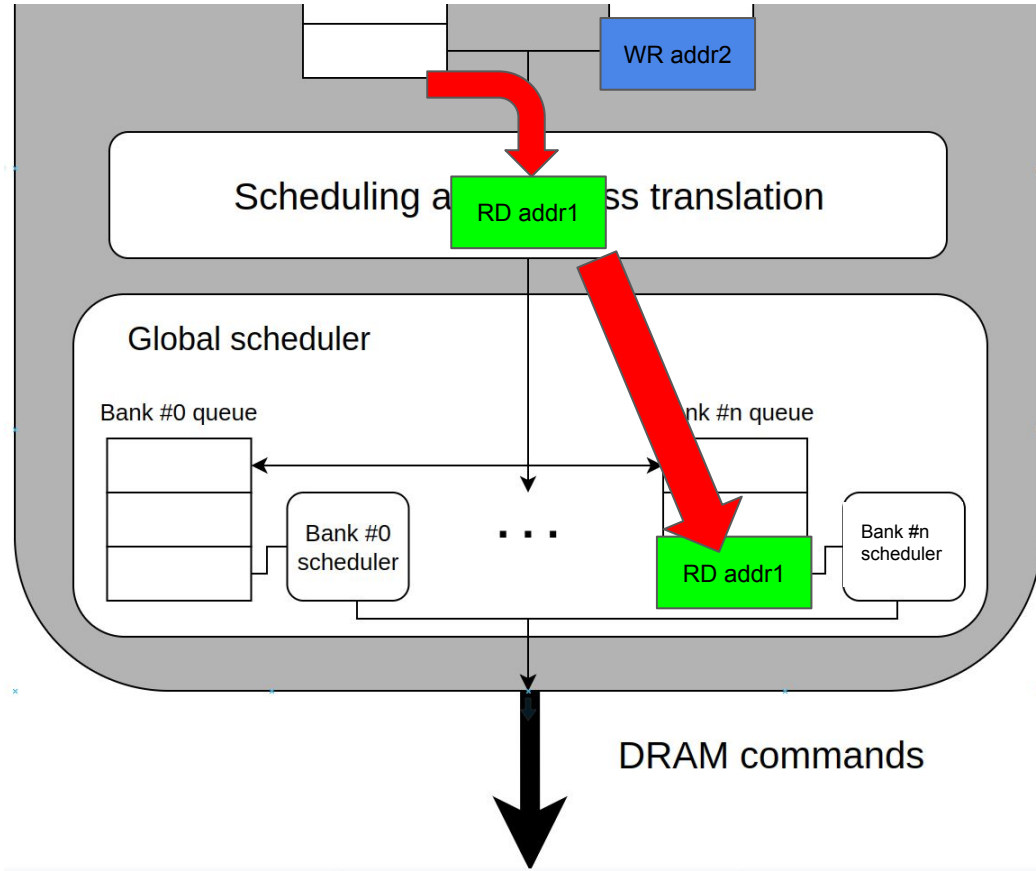 WR addr2
Scheduling a ss translation
RD addr1
Global scheduler
Bank #0 queue
nk #n queue
Bank #0
scheduler
. . .
Bank #n
scheduler
RD addr1
DRAM commands